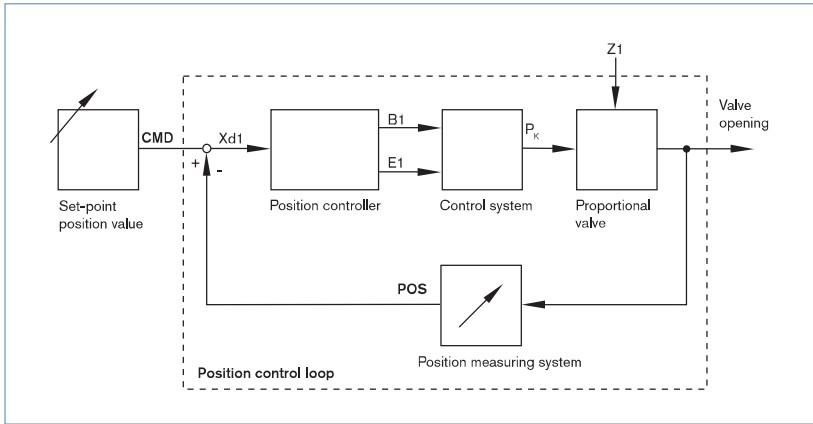 Z1
Valve
opening
CMD
Xd1
B1
E1
PK
+
-
Set-point
position value
Position controller
Control system
Proportional
valve
POS
Position measuring system
Position control loop